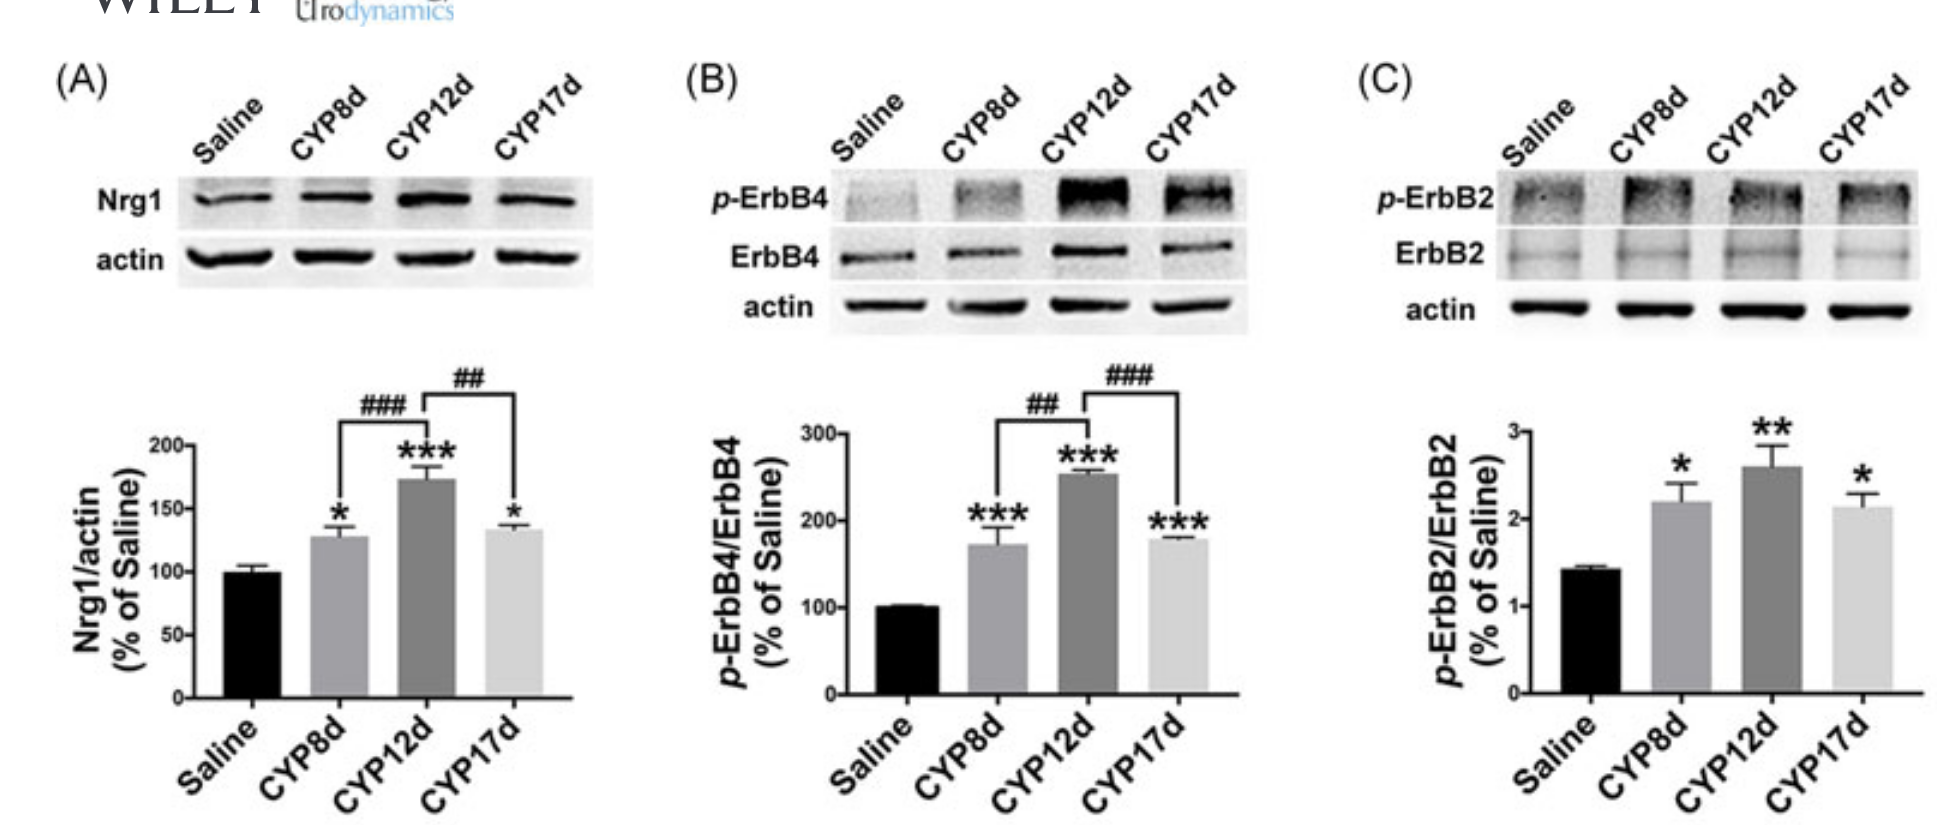 WILEY
Urodynamics
(A)
Saline CYP8d CYP12d CYP17d
Nrg1
actin
## 
###
***
* *
200
150
100
50
0
Nrg1/actin
(% of Saline)
Saline CYP8d CYP12d CYP17d
(B)
Saline CYP8d CYP12d CYP17d
p-ErbB4
ErbB4
actin
###
##
***
*** ***
300
200
100
0
p-ErbB4/ErbB4
(% of Saline)
Saline CYP8d CYP12d CYP17d
(C)
Saline CYP8d CYP12d CYP17d
p-ErbB2
ErbB2
actin
**
* *
3
2
1
0
p-ErbB2/ErbB2
(% of Saline)
Saline CYP8d CYP12d CYP17d